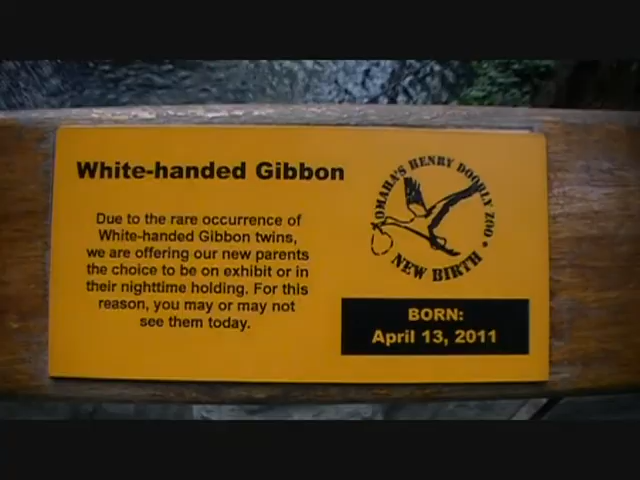 White-handed Gibbon
Due to the rare occurrence of
White-handed Gibbon twins,
we are offering our new parents
the choice to be on exhibit or in
their nighttime holding. For this
reason, you may or may not
see them today.
OMAHA'S HENRY DOORLY ZOO •
NEW BIRTH
BORN:
April 13, 2011